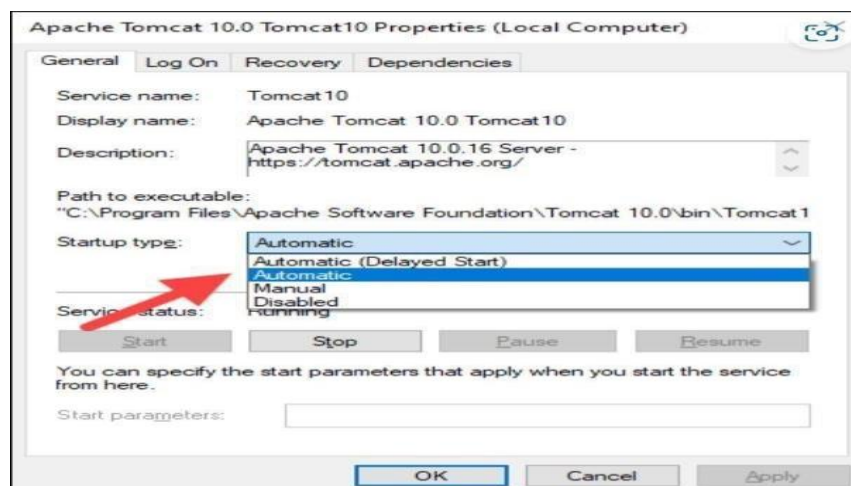 Apache Tomcat 10.0 Tomcat10 Properties (Local Computer)
General Log On Recovery Dependencies
Service name: Tomcat10
Display name: Apache Tomcat 10.0 Tomcat10
Description: Apache Tomcat 10.0.16 Server -
https://tomcat.apache.org/
Path to executable:
"C:\Program Files\Apache Software Foundation\Tomcat 10.0\bin\Tomcat1
Startup type: Automatic
Automatic (Delayed Start)
Automatic
Manual
Disabled
Service status: Running
Start Stop Pause Resume
You can specify the start parameters that apply when you start the service
from here.
Start parameters:
OK Cancel Apply